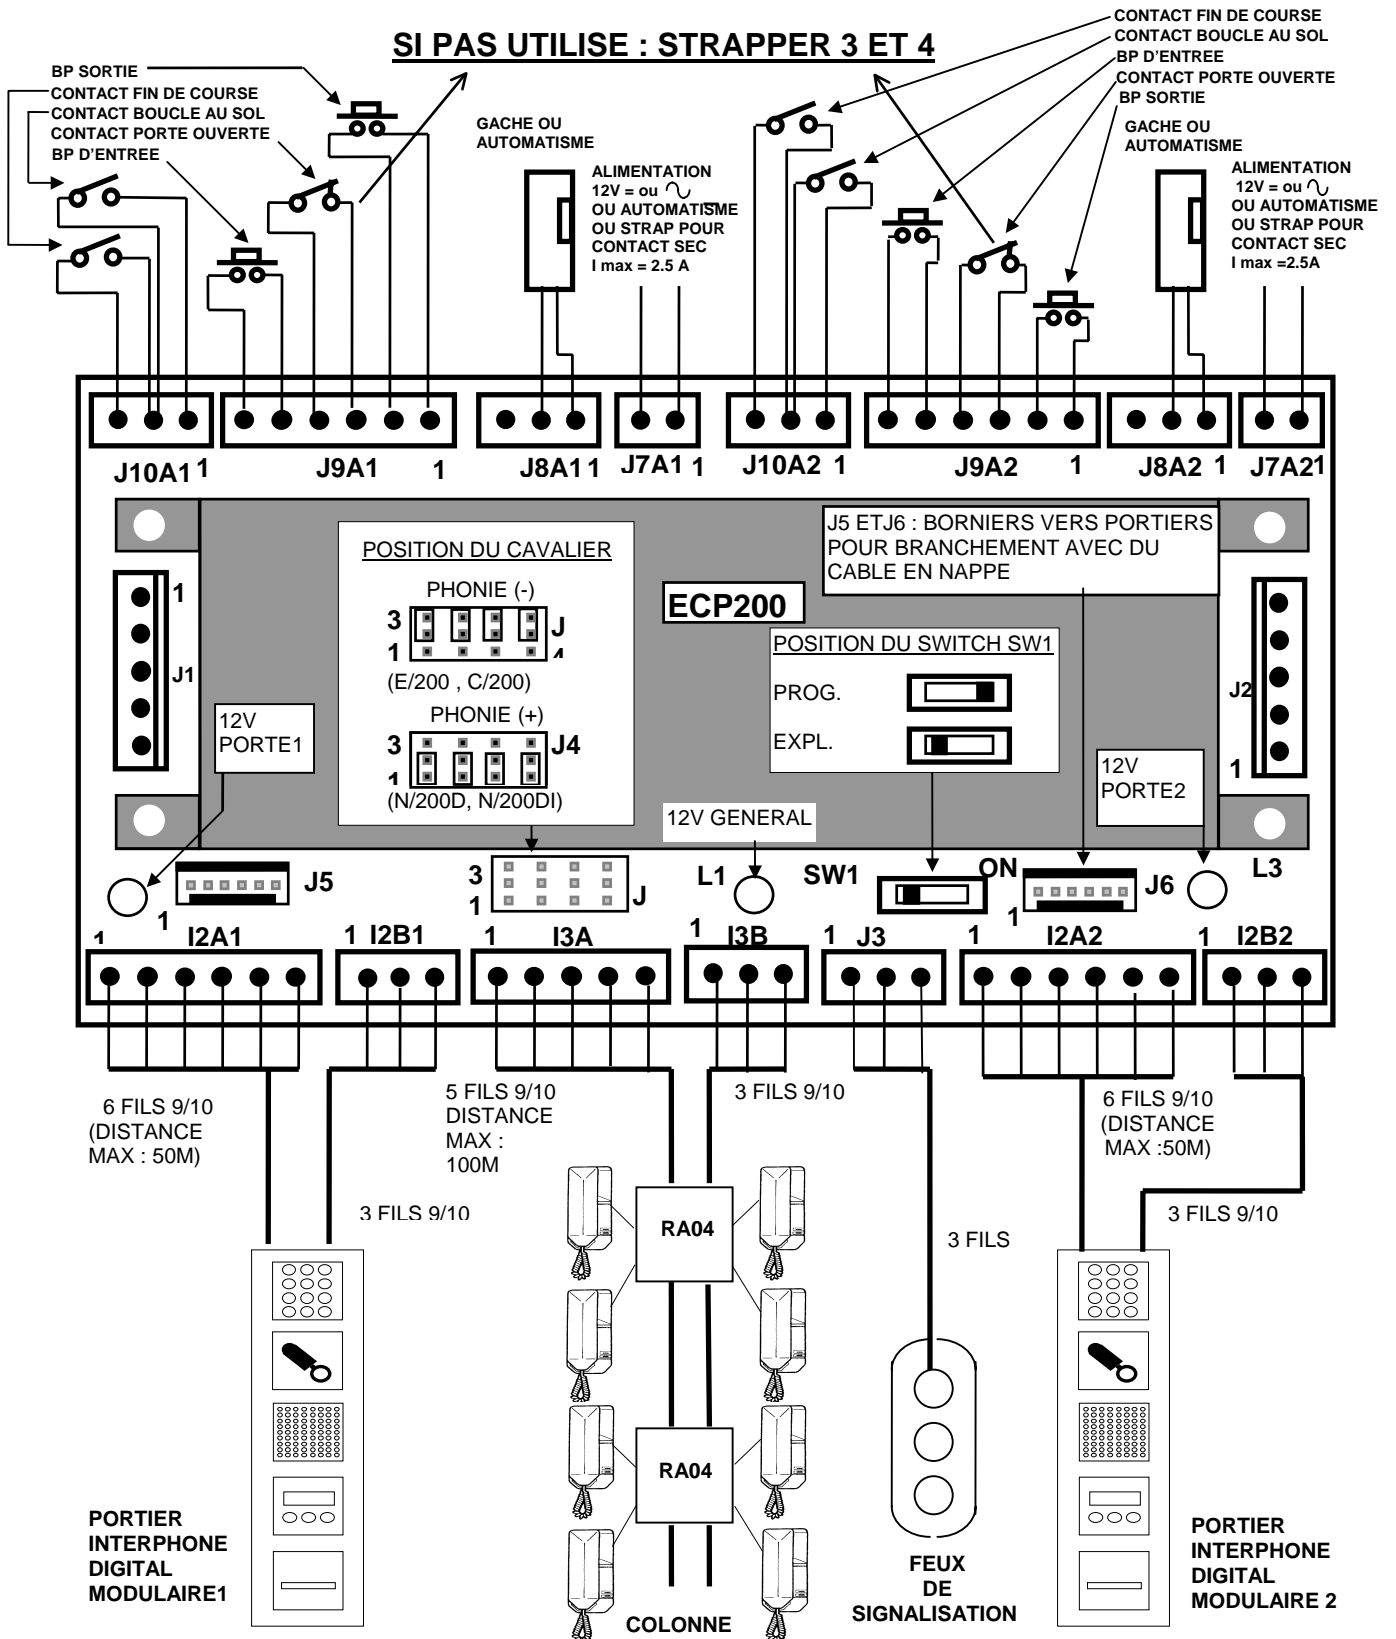 SI PAS UTILISE : STRAPPER 3 ET 4
BP SORTIE
CONTACT FIN DE COURSE
CONTACT BOUCLE AU SOL
CONTACT PORTE OUVERTE
BP D'ENTREE
GACHE OU
AUTOMATISME
ALIMENTATION
12V = ou
OU AUTOMATISME
OU STRAP POUR
CONTACT SEC
I max = 2.5 A
CONTACT FIN DE COURSE
CONTACT BOUCLE AU SOL
BP D'ENTREE
CONTACT PORTE OUVERTE
BP SORTIE
GACHE OU
AUTOMATISME
ALIMENTATION
12V = ou
OU AUTOMATISME
OU STRAP POUR
CONTACT SEC
I max =2.5A
J10A1 1 J9A1 1 J8A1 1 J7A1 1 J10A2 1 J9A2 1 J8A2 1 J7A2 1
POSITION DU CAVALIER
PHONIE (-)
3 J
1 4
(E/200 , C/200)
PHONIE (+)
3 J4
1
(N/200D, N/200DI)
J5 ETJ6 : BORNIERS VERS PORTIERS
POUR BRANCHEMENT AVEC DU
CABLE EN NAPPE
ECP200
POSITION DU SWITCH SW1
PROG.
EXPL.
1
J1
J2
1
12V
PORTE1
12V GENERAL
12V
PORTE2
1 J5
3 J
1
L1
SW1 ON
1 J6
L3
1 I2A1 1 I2B1 1 I3A 1 I3B 1 J3 1 I2A2 1 I2B2
6 FILS 9/10
(DISTANCE
MAX : 50M)
3 FILS 9/10
5 FILS 9/10
DISTANCE
MAX :
100M
3 FILS 9/10
6 FILS 9/10
(DISTANCE
MAX :50M)
3 FILS 9/10
3 FILS
RA04
RA04
PORTIER
INTERPHONE
DIGITAL
MODULAIRE1
COLONNE
FEUX
DE
SIGNALISATION
PORTIER
INTERPHONE
DIGITAL
MODULAIRE 2